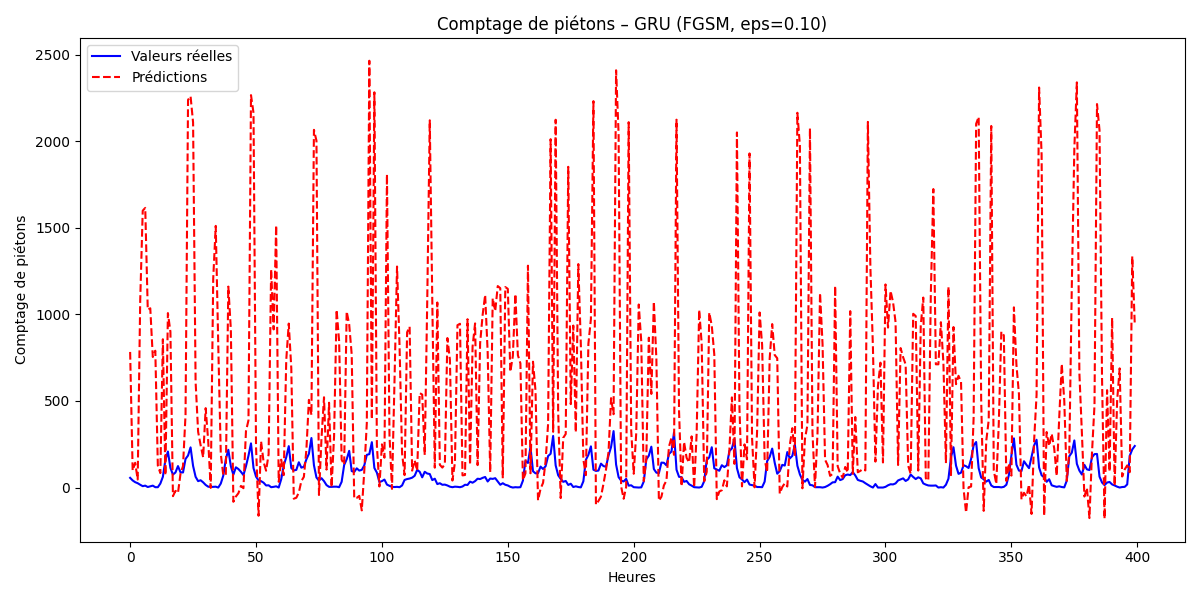 Comptage de piétons – GRU (FGSM, eps=0.10)
Valeurs réelles
Prédictions
Comptage de piétons
2500
2000
1500
1000
500
0
0 50 100 150 200 250 300 350 400
Heures